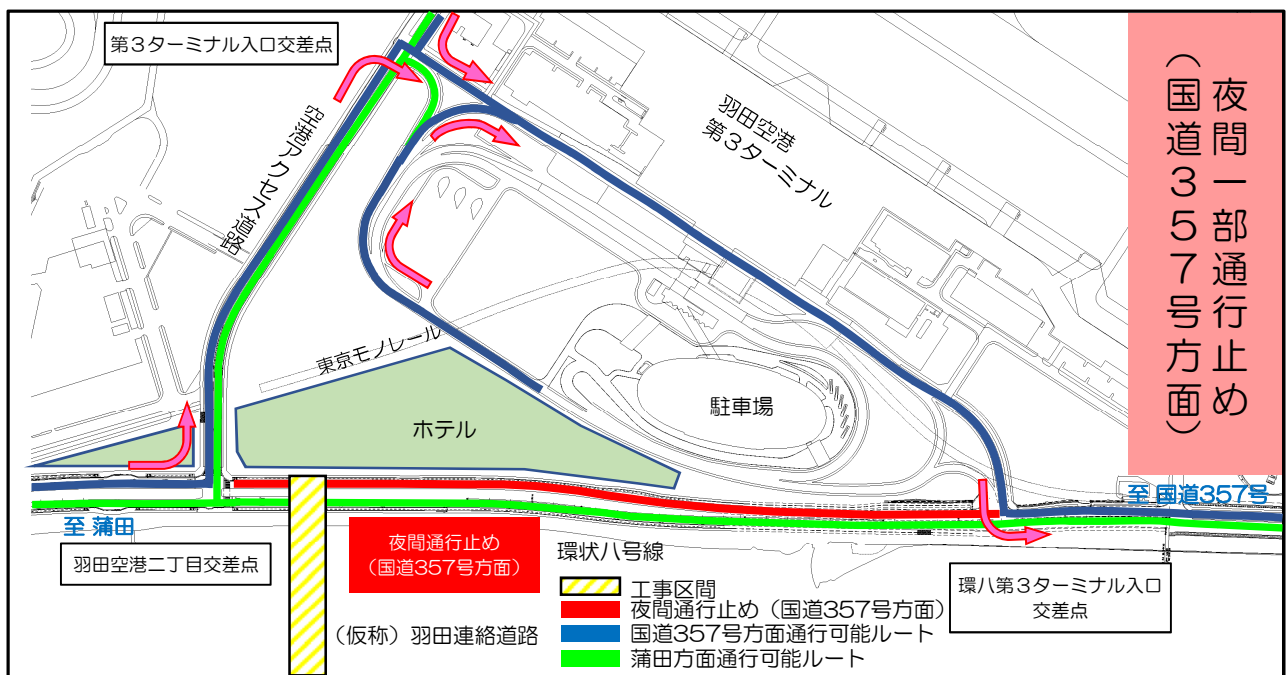 第3ターミナル入口交差点
夜間一部通行止め
(国道357号方面)
羽田空港
第3ターミナル
空港アクセス道路
東京モノレール
駐車場
ホテル
至 国道357号
至 蒲田
羽田空港二丁目交差点
夜間通行止め
(国道357号方面)
環状八号線
環八第3ターミナル入口
交差点
(仮称)羽田連絡道路
工事区間
夜間通行止め(国道357号方面)
国道357号方面通行可能ルート
蒲田方面通行可能ルート